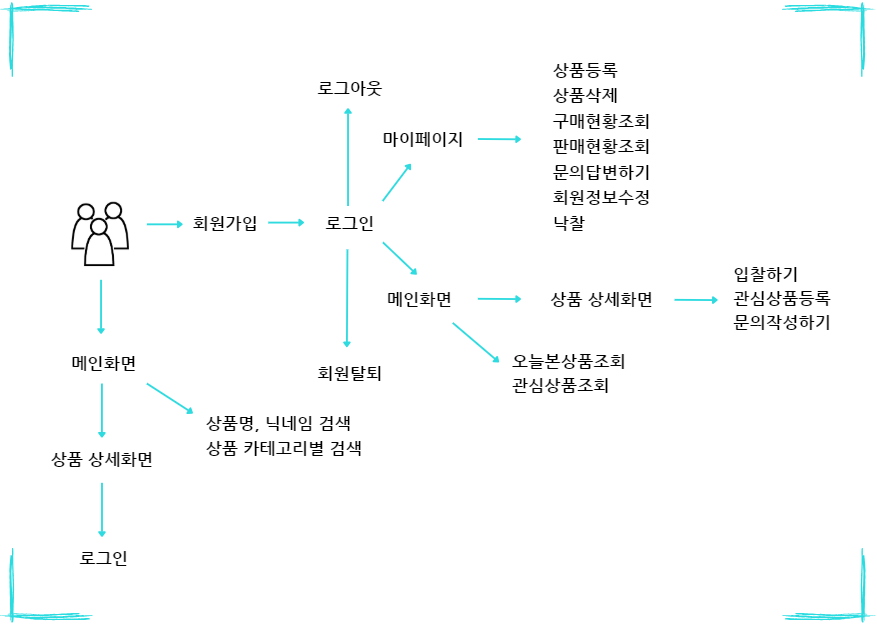 로그아웃
마이페이지
상품등록
상품삭제
구매현황조회
판매현황조회
문의답변하기
회원정보수정
낙찰
회원가입
로그인
메인화면
상품 상세화면
입찰하기
관심상품등록
문의작성하기
오늘본상품조회
관심상품조회
회원탈퇴
메인화면
상품명, 닉네임 검색
상품 카테고리별 검색
상품 상세화면
로그인